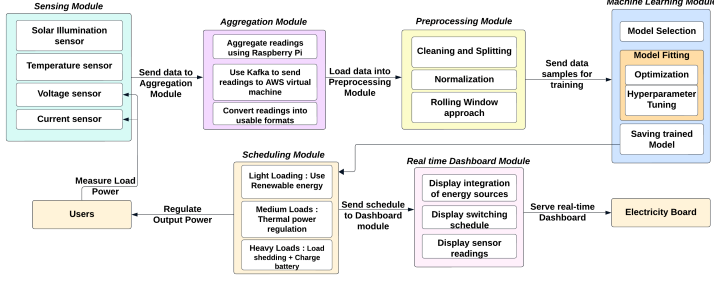 Sensing Module
Solar Illumination
sensor
Temperature sensor
Voltage sensor
Current sensor
Send data to
Aggregation
Module
Aggregation Module
Aggregate readings
using Raspberry Pi
Use Kafka to send
readings to AWS virtual
machine
Convert readings into
usable formats
Load data into
Preprocessing
Module
Preprocessing Module
Cleaning and Splitting
Normalization
Rolling Window
approach
Send data
samples for
training
Machine Learning Module
Model Selection
Model Fitting
Optimization
Hyperparameter
Tuning
Saving trained
Model
Measure Load
Power
Users
Regulate
Output Power
Scheduling Module
Light Loading : Use
Renewable energy
Medium Loads :
Thermal power
regulation
Heavy Loads : Load
shedding + Charge
battery
Send schedule
to Dashboard
module
Real time Dashboard Module
Display integration
of energy sources
Display switching
schedule
Display sensor
readings
Serve real-time
Dashboard
Electricity Board